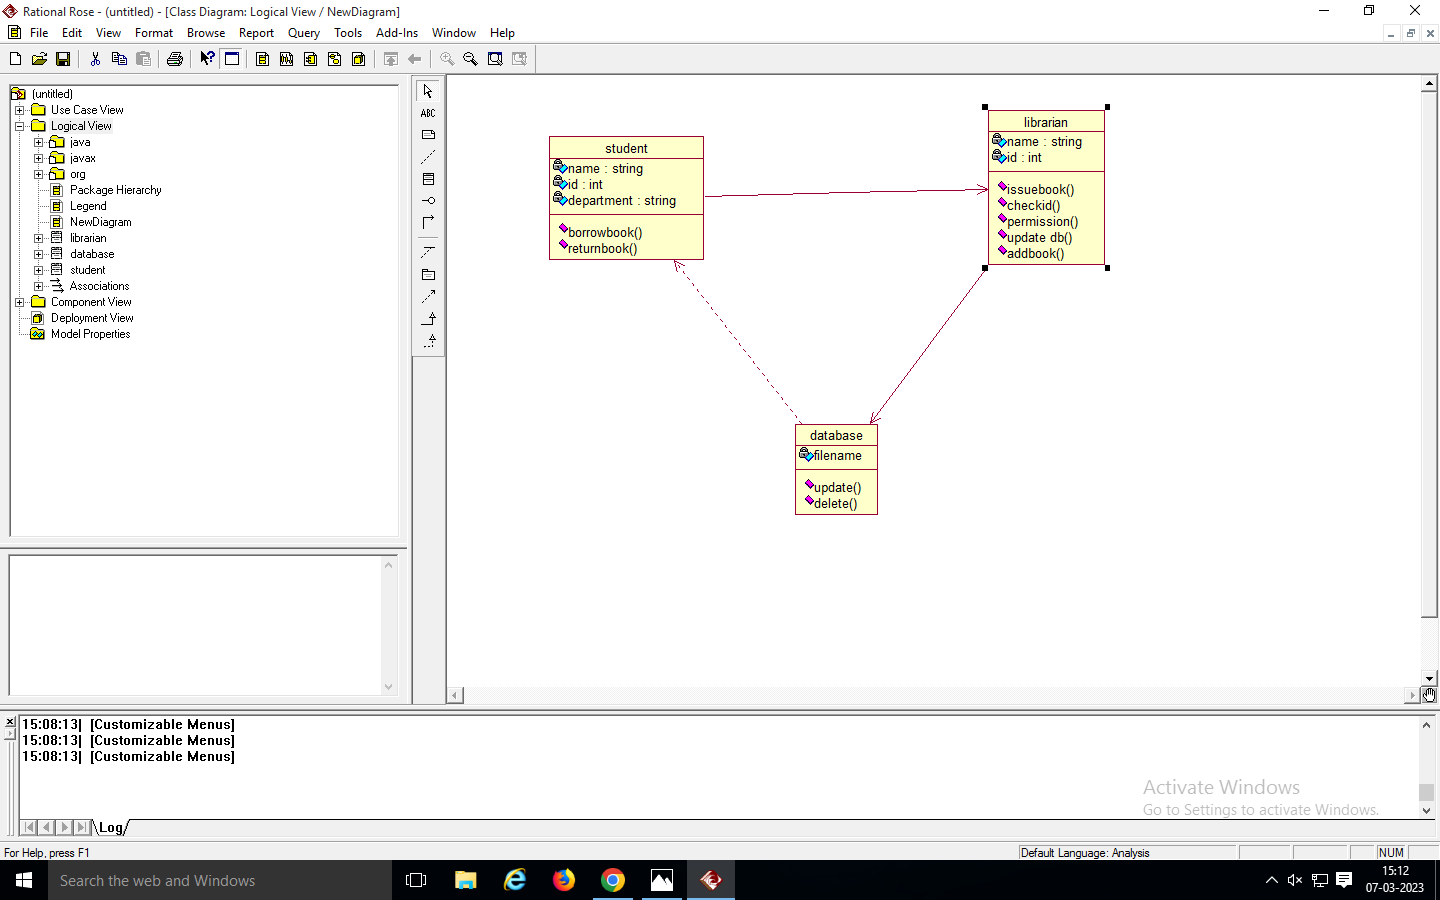 Rational Rose - (untitled) - [Class Diagram: Logical View / NewDiagram]
File Edit View Format Browse Report Query Tools Add-Ins Window Help
(untitled)
Use Case View
Logical View
java
javax
org
Package Hierarchy
Legend
NewDiagram
librarian
database
student
Associations
Component View
Deployment View
Model Properties
ABC
student
name : string
id : int
department : string
borrowbook()
returnbook()
librarian
name : string
id : int
issuebook()
checkid()
permission()
update db()
addbook()
database
filename
update()
delete()
15:08:13| [Customizable Menus]
15:08:13| [Customizable Menus]
15:08:13| [Customizable Menus]
Activate Windows
Go to Settings to activate Windows.
Log
For Help, press F1
Default Language: Analysis
NUM
Search the web and Windows
15:12
07-03-2023